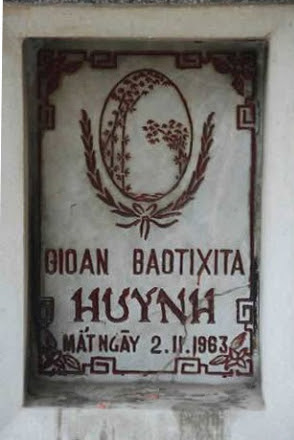 GIOAN BAOTIXITA
HUỲNH
MẤT NGÀY 2.11.1963